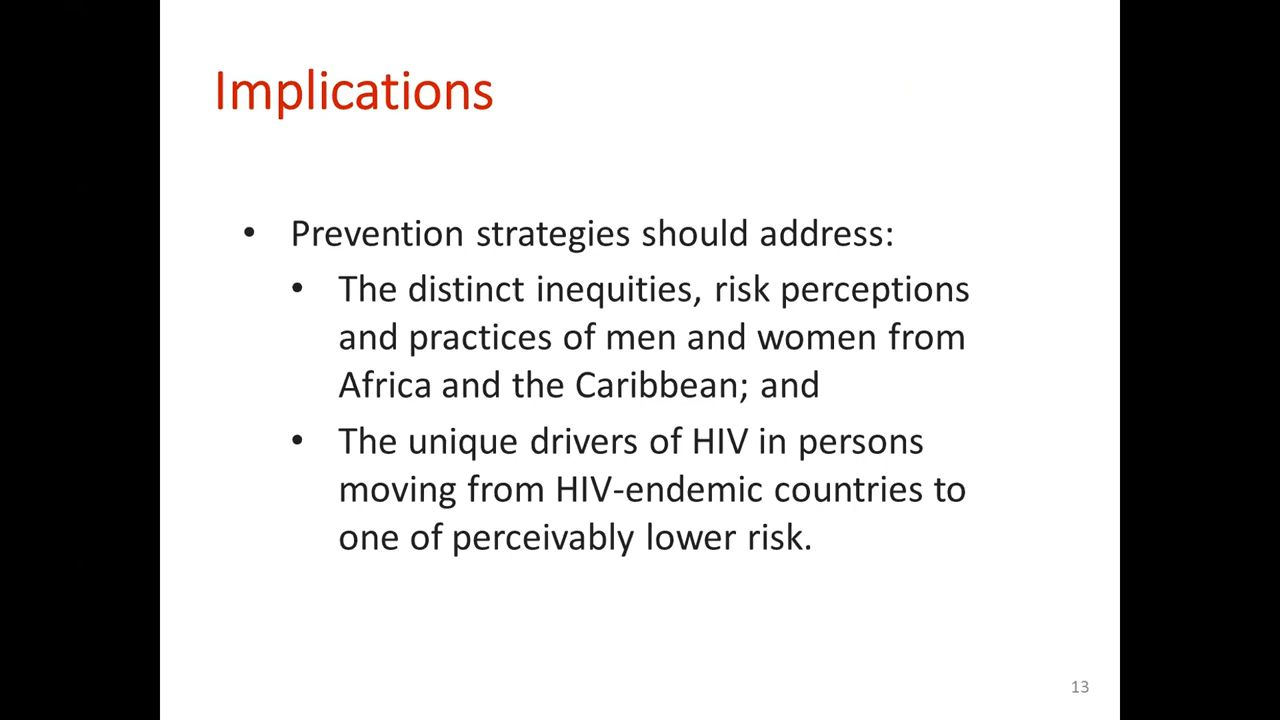 Implications
• Prevention strategies should address:
• The distinct inequities, risk perceptions
and practices of men and women from
Africa and the Caribbean; and
• The unique drivers of HIV in persons
moving from HIV-endemic countries to
one of perceivably lower risk.
13